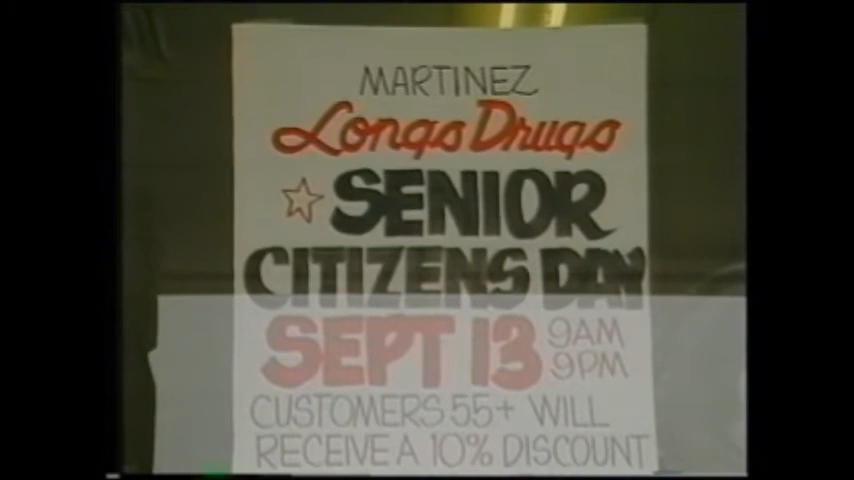 MARTINEZ
Longs Drugs
SENIOR
CITIZENS DAY
SEPT 13 9AM
9PM
CUSTOMERS 55+ WILL
RECEIVE A 10% DISCOUNT